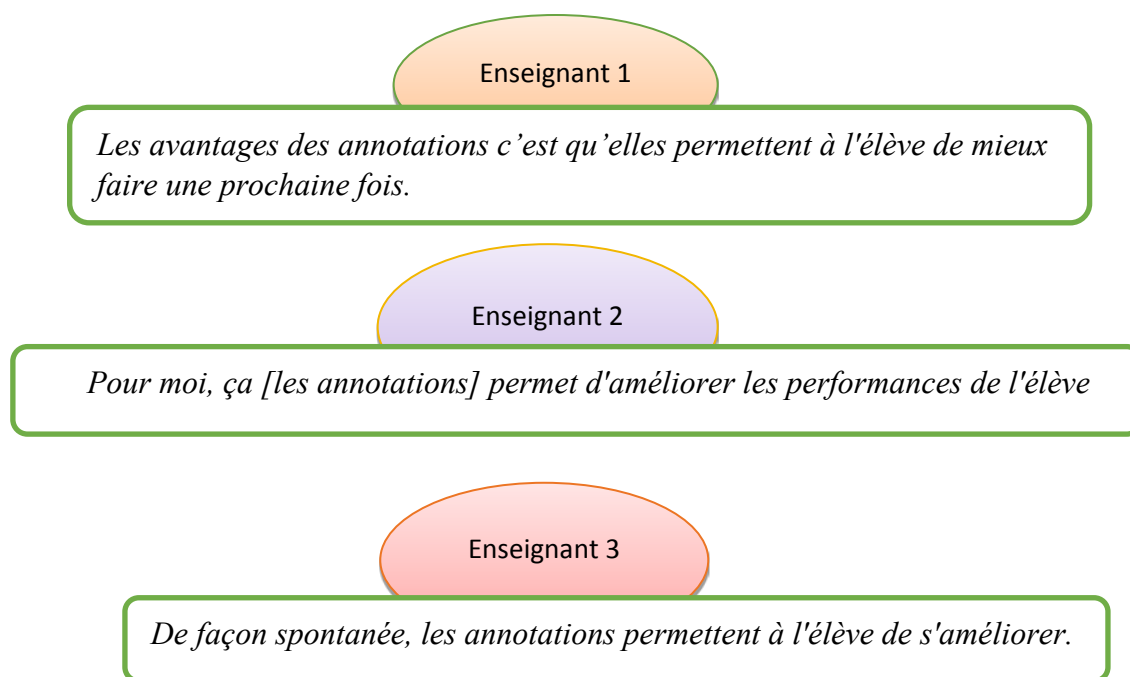 Enseignant 1
Les avantages des annotations c’est qu’elles permettent à l'élève de mieux
faire une prochaine fois.
Enseignant 2
Pour moi, ça [les annotations] permet d'améliorer les performances de l'élève
Enseignant 3
De façon spontanée, les annotations permettent à l'élève de s'améliorer.